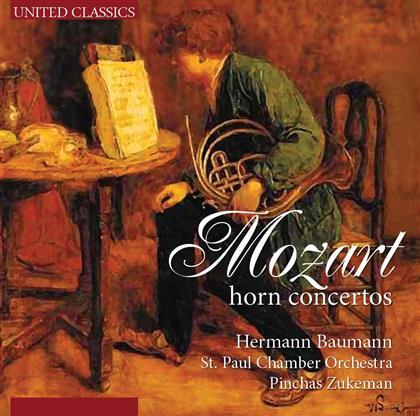 UNITED CLASSICS
Mozart
horn concertos
Hermann Baumann
St. Paul Chamber Orchestra
Pinchas Zukeman